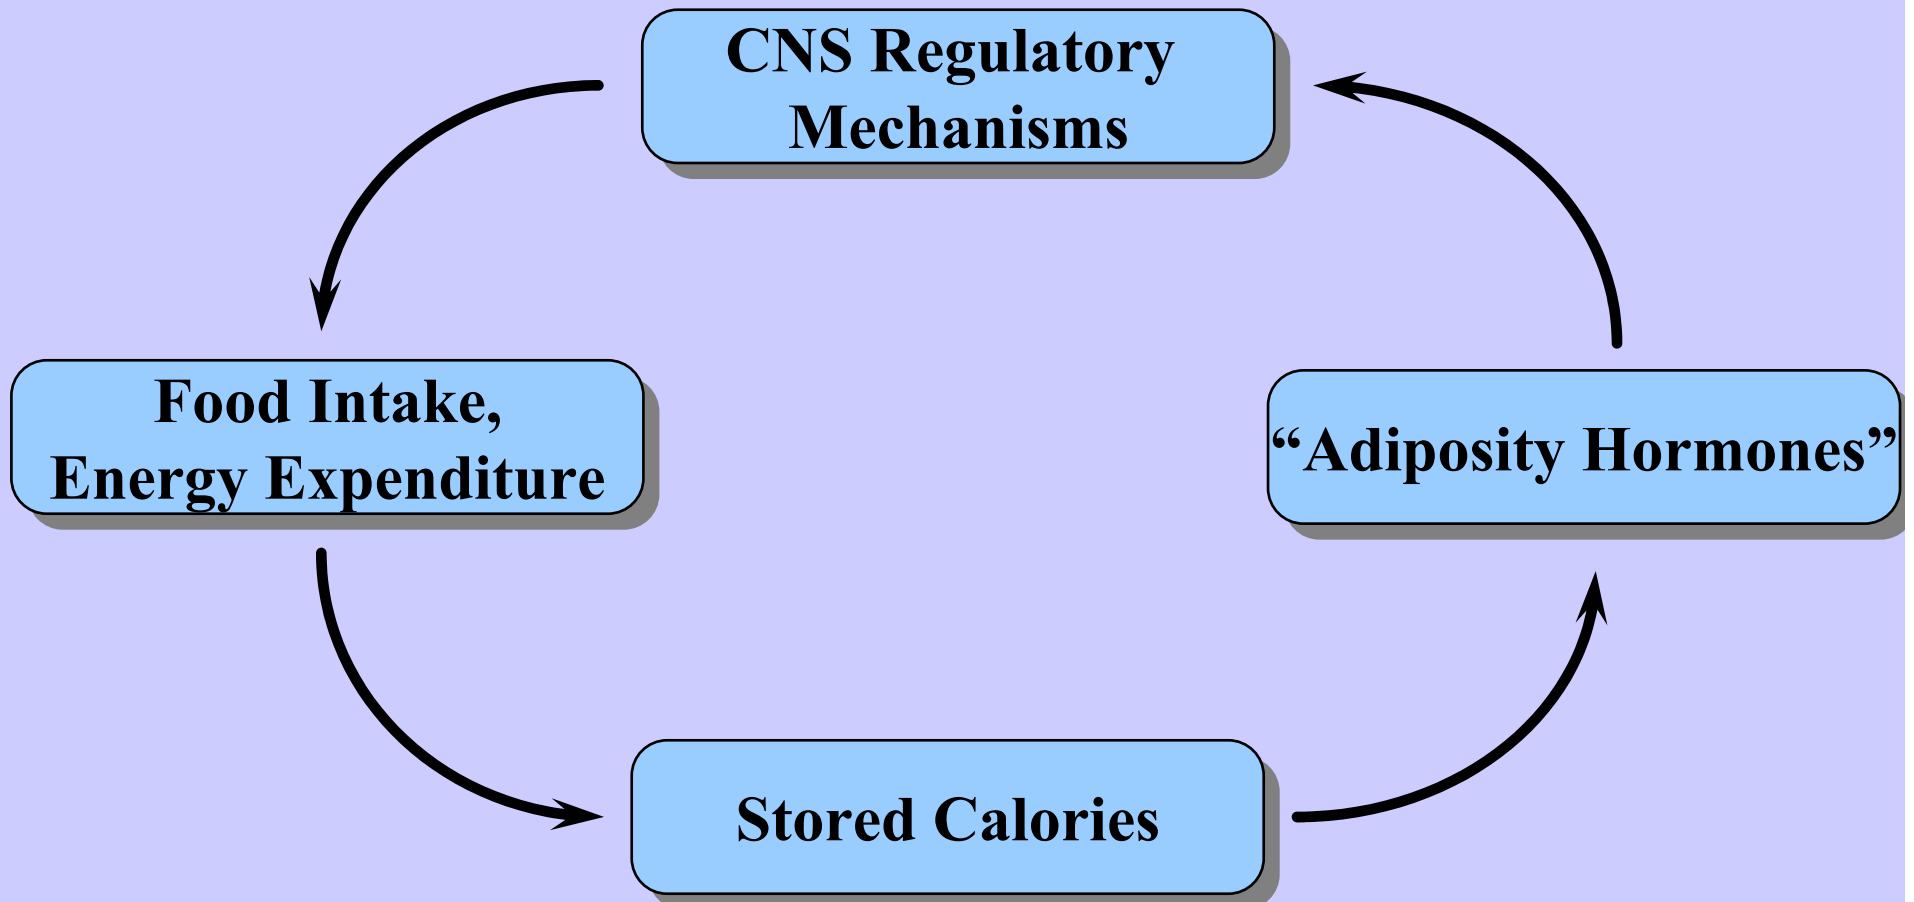 CNS Regulatory
Mechanisms
Food Intake,
Energy Expenditure
“Adiposity Hormones”
Stored Calories